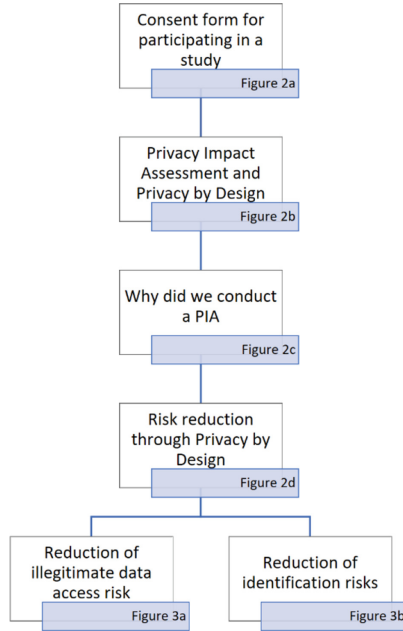 Consent form for
participating in a
study
Figure 2a
Privacy Impact
Assessment and
Privacy by Design
Figure 2b
Why did we conduct
a PIA
Figure 2c
Risk reduction
through Privacy by
Design
Figure 2d
Reduction of
illegitimate data
access risk
Figure 3a
Reduction of
identification risks
Figure 3b